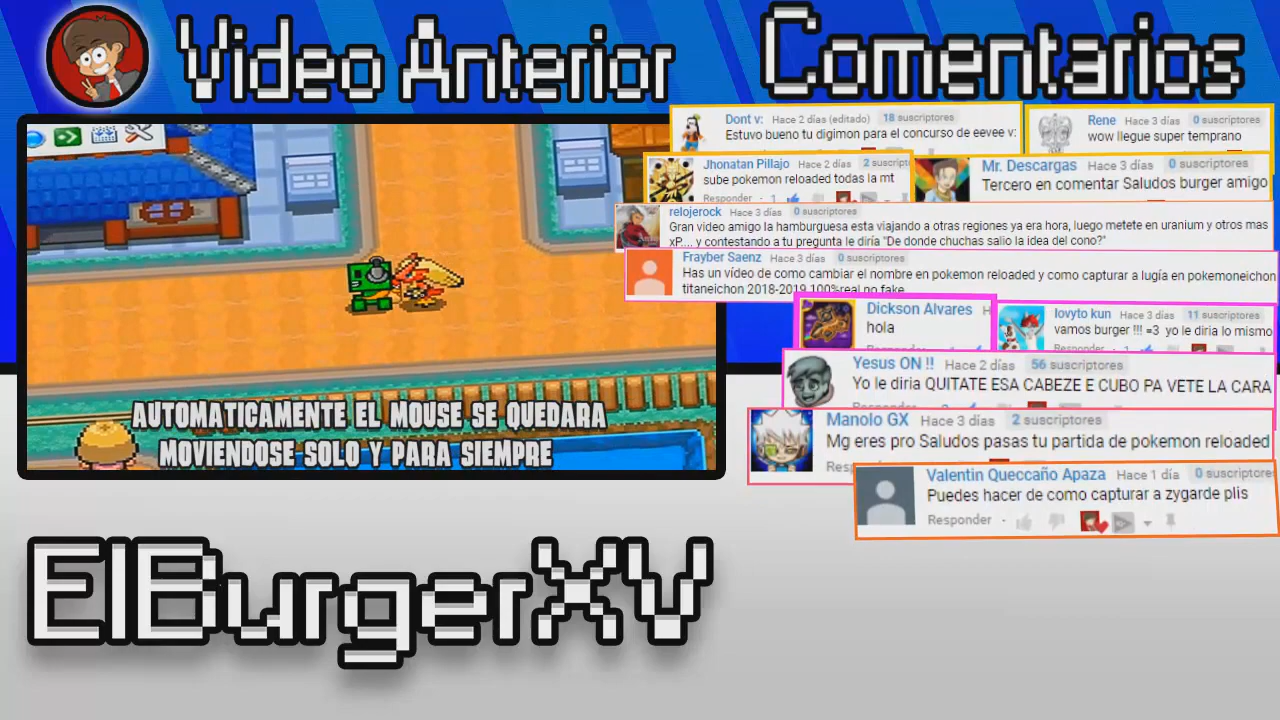 Video Anterior
Comentarios
Dont v: Hace 2 días (editado) 18 suscriptores
Estuvo bueno tu digimon para el concurso de eevee v:
Rene Hace 3 días 0 suscriptores
wow llegue super temprano
Jhonatan Pillajo Hace 2 días 2 suscript
sube pokemon reloaded todas la mt
Responder · 1
Mr. Descargas Hace 3 días 0 suscriptores
Tercero en comentar Saludos burger amigo
relojerock Hace 3 días 0 suscriptores
Gran video amigo la hamburguesa esta viajando a otras regiones ya era hora, luego metete en uranium y otros mas
xP.... y contestando a tu pregunta le diría "De donde chuchas salio la idea del cono?"
Frayber Saenz Hace 3 días 0 suscriptores
Has un vídeo de como cambiar el nombre en pokemon reloaded y como capturar a lugía en pokemoneichon
titaneichon 2018-2019 100%real no fake
Dickson Alvares H
hola
Iovyto kun Hace 3 días 11 suscriptores
vamos burger !!! =3 yo le diria lo mismo
Yesus ON !! Hace 2 días 56 suscriptores
Yo le diria QUITATE ESA CABEZE E CUBO PA VETE LA CARA
Manolo GX Hace 3 días 2 suscriptores
Mg eres pro Saludos pasas tu partida de pokemon reloaded
Res
Valentin Queccaño Apaza Hace 1 día 0 suscriptore
Puedes hacer de como capturar a zygarde plis
Responder ·
AUTOMATICAMENTE EL MOUSE SE QUEDARA
MOVIENDOSE SOLO Y PARA SIEMPRE
ElBurgerXV